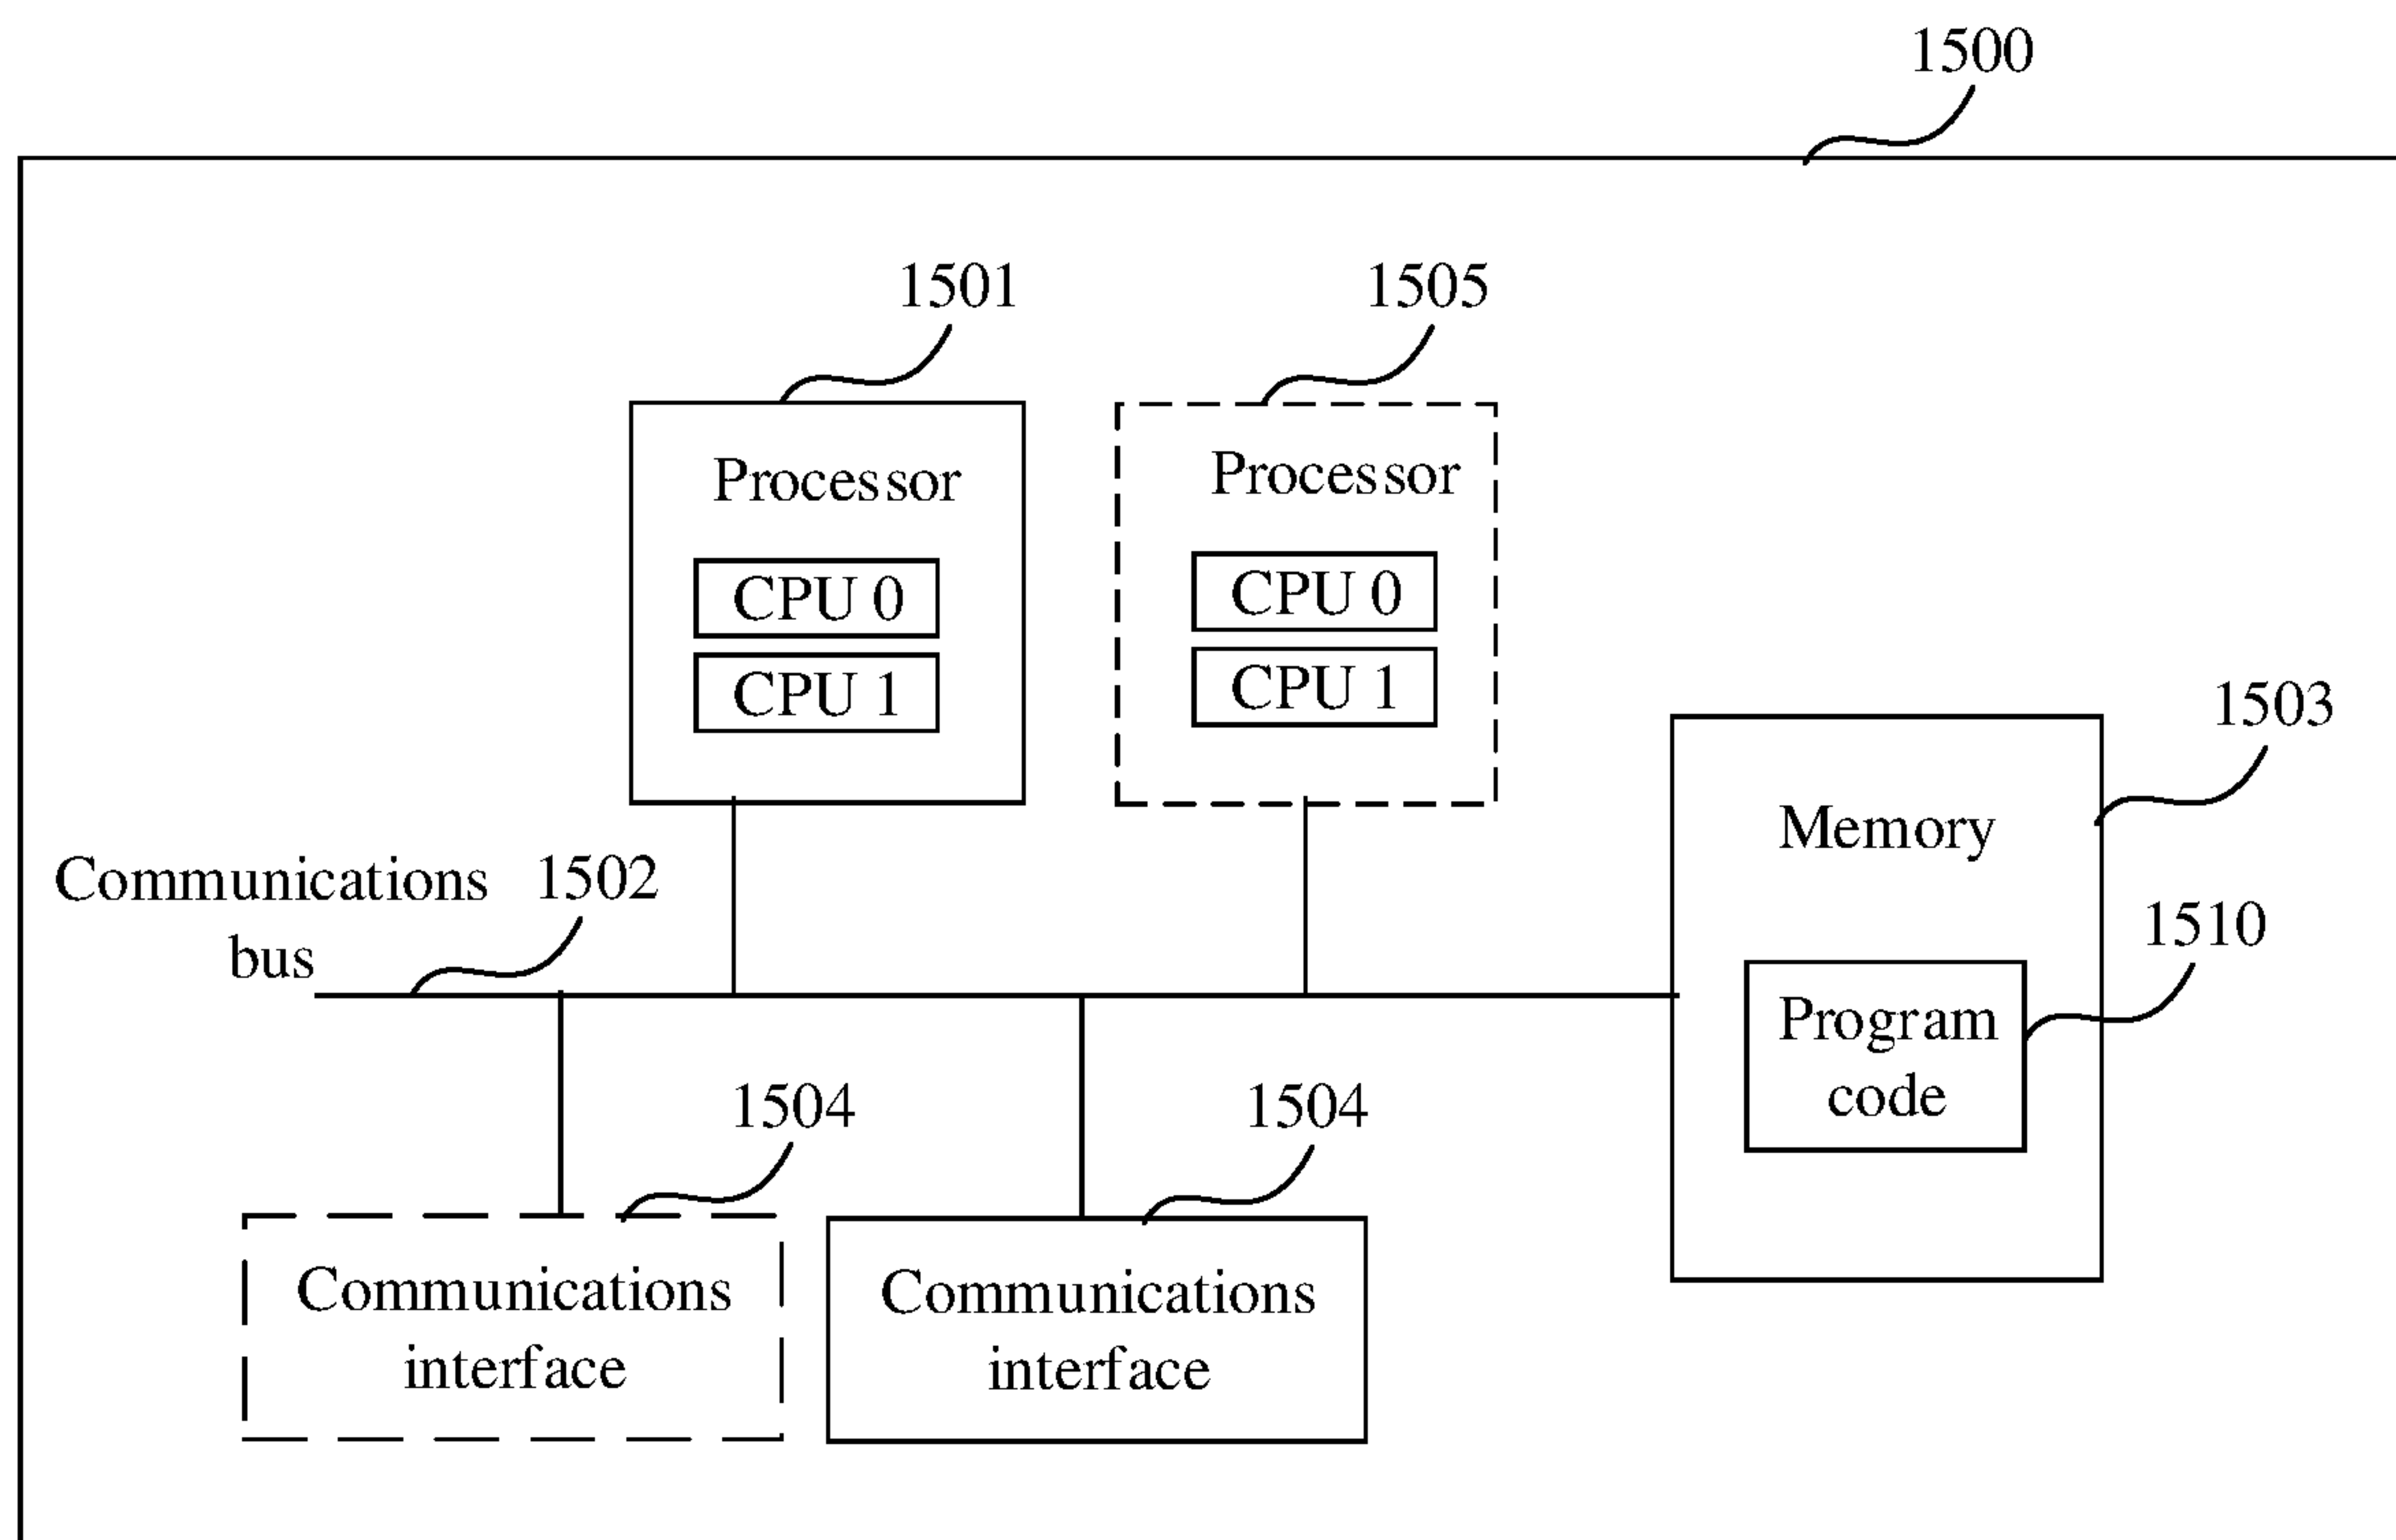 1500
1501
1505
Processor
Processor
CPU 0
CPU 0
CPU 1
CPU 1
1503
Memory
Communications
bus
1502
1510
Program
code
1504
1504
Communications
interface
Communications
interface